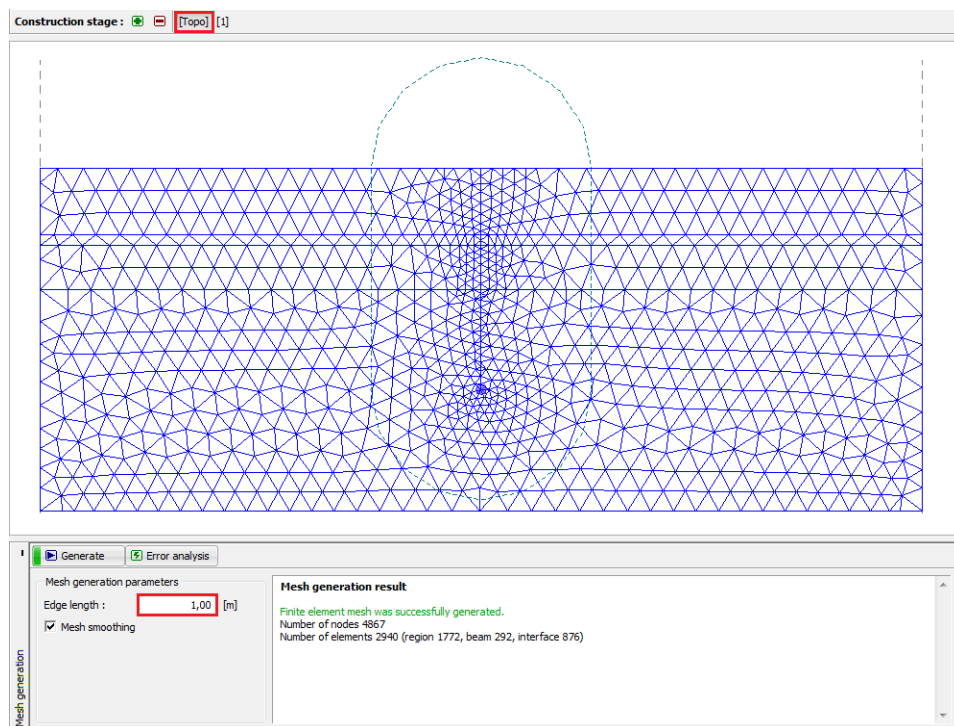 Construction stage : [Topo] [1]
Generate Error analysis
Mesh generation parameters
Edge length : 1,00 [m]
Mesh smoothing
Mesh generation result
Finite element mesh was successfully generated.
Number of nodes 4867
Number of elements 2940 (region 1772, beam 292, interface 876)
Mesh generation